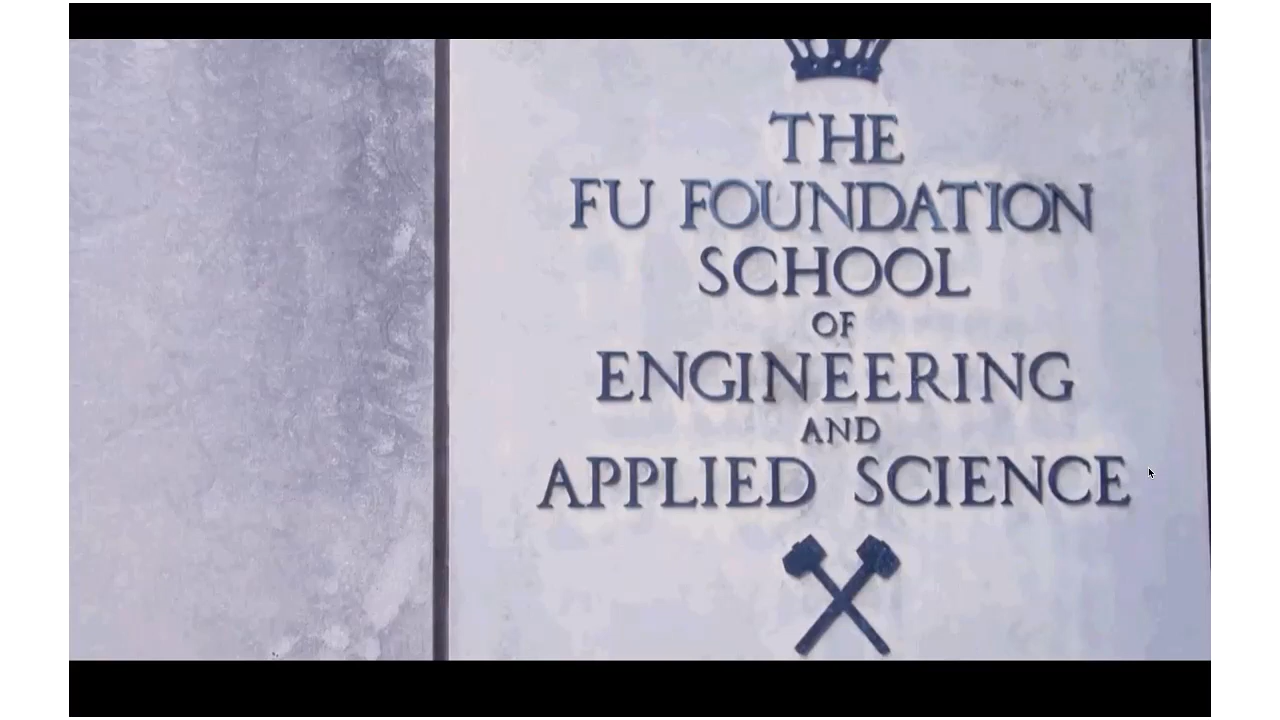 THE
FU FOUNDATION
SCHOOL
OF
ENGINEERING
AND
APPLIED SCIENCE